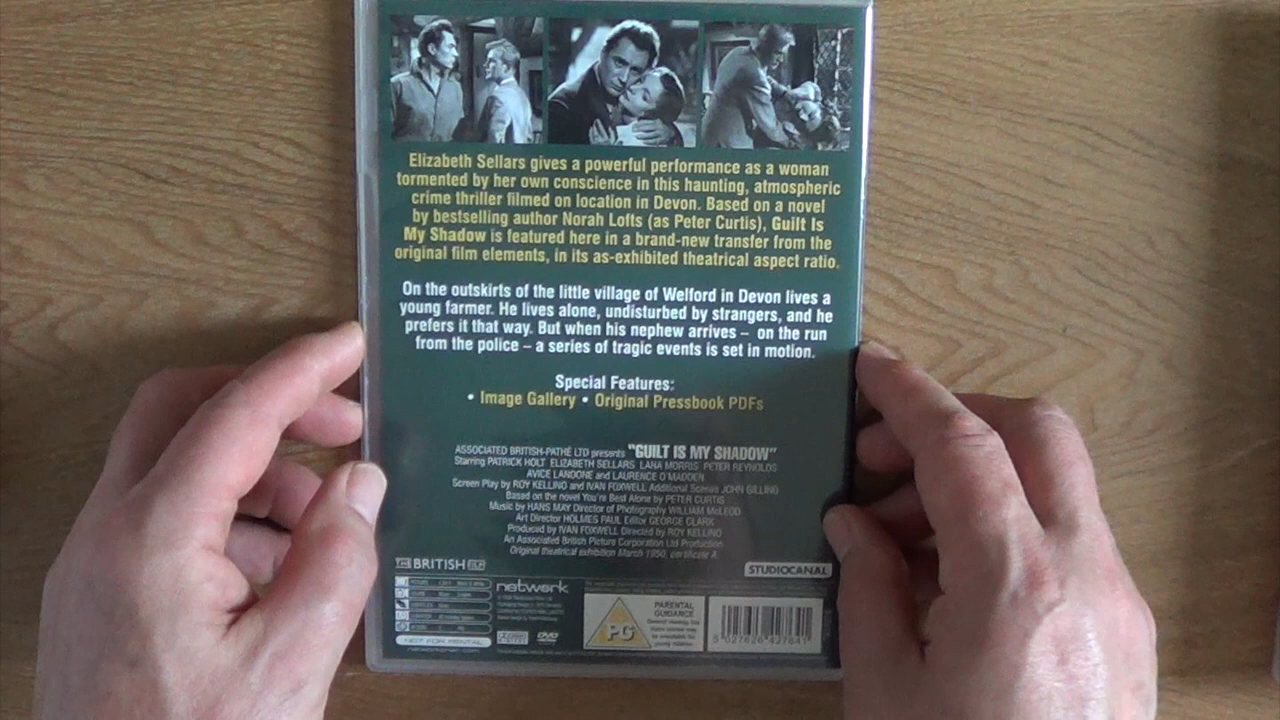 Elizabeth Sellars gives a powerful performance as a woman
tormented by her own conscience in this haunting, atmospheric
crime thriller filmed on location in Devon. Based on a novel
by bestselling author Norah Lofts (as Peter Curtis), Guilt Is
My Shadow is featured here in a brand-new transfer from the
original film elements, in its as-exhibited theatrical aspect ratio.
On the outskirts of the little village of Welford in Devon lives a
young farmer. He lives alone, undisturbed by strangers, and he
prefers it that way. But when his nephew arrives – on the run
from the police – a series of tragic events is set in motion.
Special Features:
• Image Gallery • Original Pressbook PDFs
ASSOCIATED BRITISH-PATHE LTD presents "GUILT IS MY SHADOW"
Starring PATRICK HOLT ELIZABETH SELLARS LANA MORRIS PETER REYNOLDS
AVICE LANDONE and LAURENCE O'MADDEN
Screen Play by ROY KELLINO and IVAN FOXWELL Additional Scenes JOHN GILLING
Based on the novel You're Best Alone by PETER CURTIS
Music by HANS MAY Director of Photography WILLIAM McLEOD
Art Director HOLMES PAUL Editor GEORGE CLARK
Produced by IVAN FOXWELL Directed by ROY KELLINO
An Associated British Picture Corporation Ltd Production
Original theatrical exhibition March 1950, certificate A.
THE BRITISH FILM
STUDIOCANAL
network
PG
PARENTAL
GUIDANCE
DVD
NOT FOR RENTAL
networkonair.com
5 027626 427641